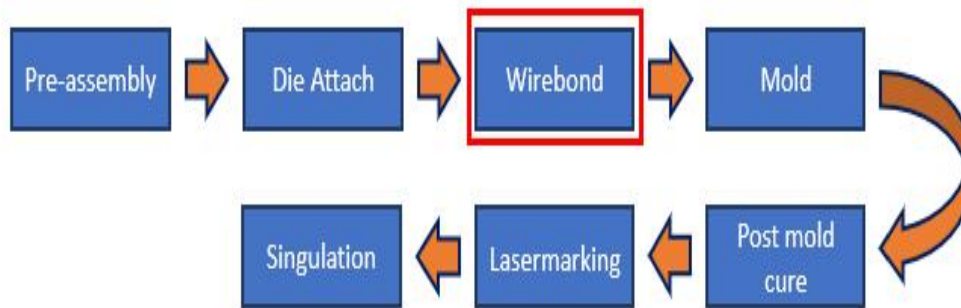 Pre-assembly
Die Attach
Wirebond
Mold
Post mold
cure
Lasermarking
Singulation